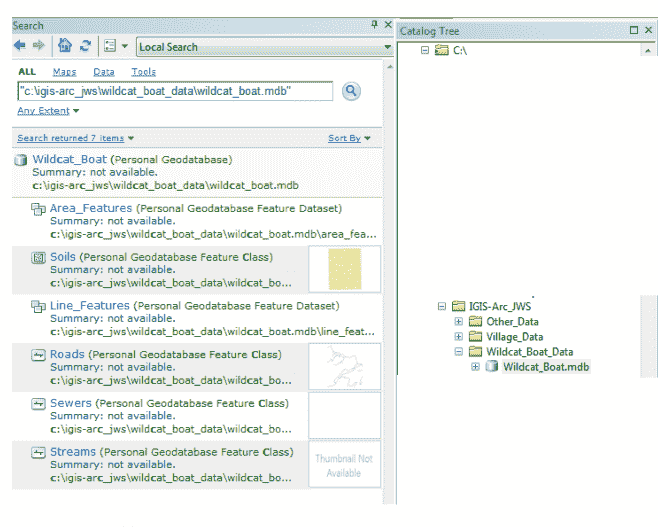 Search
Local Search
ALL Maps Data Tools
"c:\igis-arc_jws\wildcat_boat_data\wildcat_boat.mdb"
Any Extent
Search returned 7 items Sort By
Wildcat_Boat (Personal Geodatabase)
Summary: not available.
c:\igis-arc_jws\wildcat_boat_data\wildcat_boat.mdb
Area_Features (Personal Geodatabase Feature Dataset)
Summary: not available.
c:\igis-arc_jws\wildcat_boat_data\wildcat_boat.mdb\area_fea...
Soils (Personal Geodatabase Feature Class)
Summary: not available.
c:\igis-arc_jws\wildcat_boat_data\wildcat_bo...
Line_Features (Personal Geodatabase Feature Dataset)
Summary: not available.
c:\igis-arc_jws\wildcat_boat_data\wildcat_boat.mdb\line_feat...
Roads (Personal Geodatabase Feature Class)
Summary: not available.
c:\igis-arc_jws\wildcat_boat_data\wildcat_bo...
Sewers (Personal Geodatabase Feature Class)
Summary: not available.
c:\igis-arc_jws\wildcat_boat_data\wildcat_bo...
Streams (Personal Geodatabase Feature Class)
Summary: not available.
c:\igis-arc_jws\wildcat_boat_data\wildcat_bo...
Thumbnail Not
Available
Catalog Tree
C:\
IGIS-Arc_JWS
Other_Data
Village_Data
Wildcat_Boat_Data
Wildcat_Boat.mdb